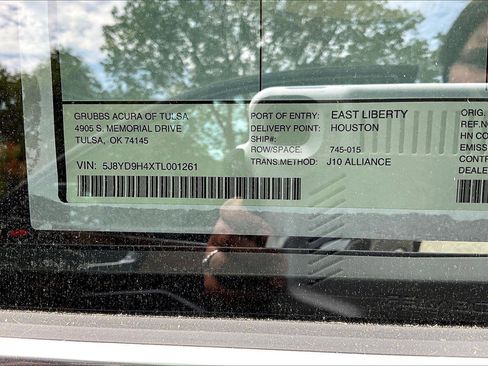 GRUBBS ACURA OF TULSA
4905 S. MEMORIAL DRIVE
TULSA, OK 74145
VIN: 5J8YD9H4XTL001261
PORT OF ENTRY: EAST LIBERTY
DELIVERY POINT: HOUSTON
SHIP#:
ROW/SPACE: 745-015
TRANS.METHOD: J10 ALLIANCE
ORIG.
REF.NO
HN CO
EMISS
CONTR
DEALE